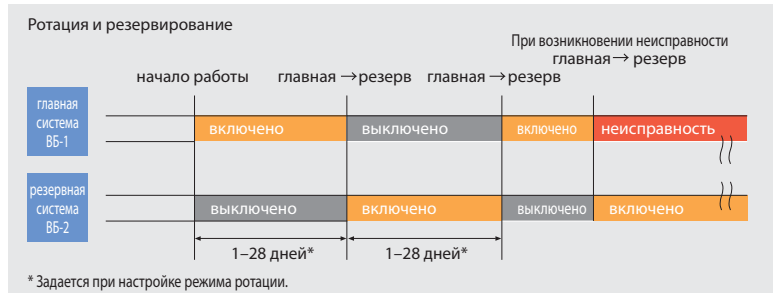 Ротация и резервирование
При возникновении неисправности
главная → резерв
начало работы главная → резерв главная → резерв
главная
система
ВБ-1
включено выключено включено неисправность
резервная
система
ВБ-2
выключено включено выключено включено
1–28 дней* 1–28 дней*
* Задается при настройке режима ротации.